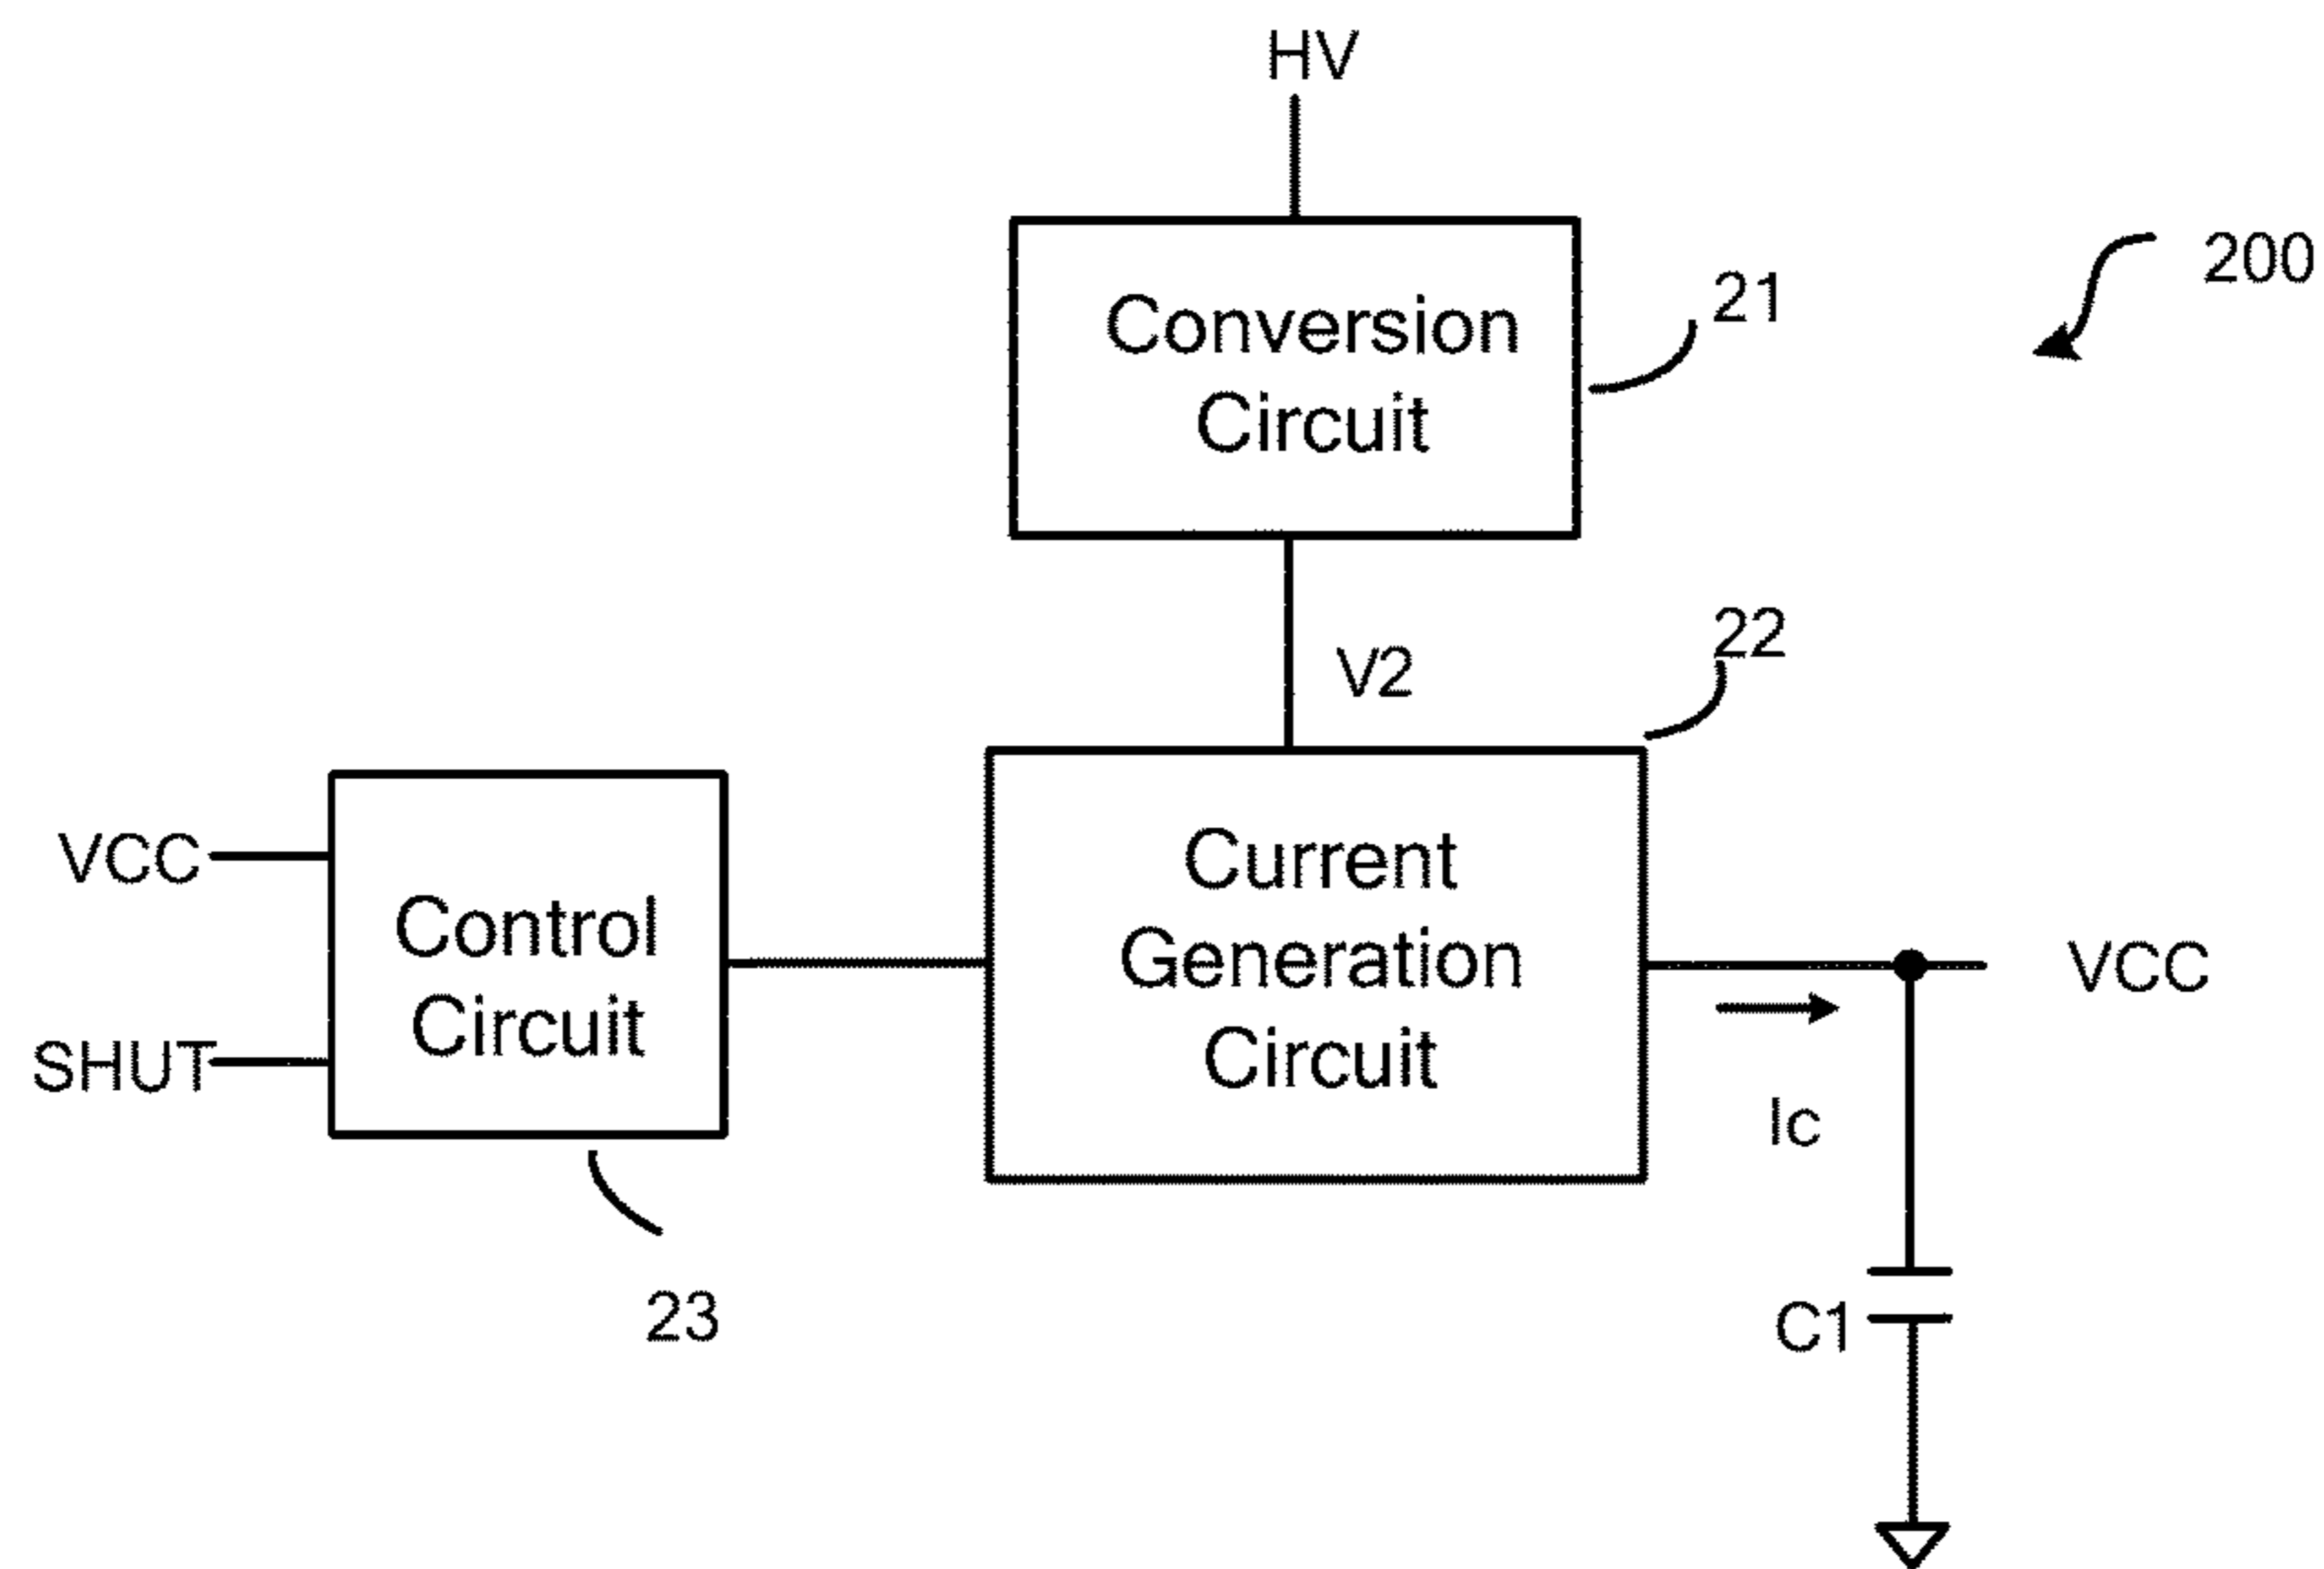 HV
Conversion
Circuit
21
200
V2
22
VCC
SHUT
Control
Circuit
23
Current
Generation
Circuit
VCC
Ic
C1